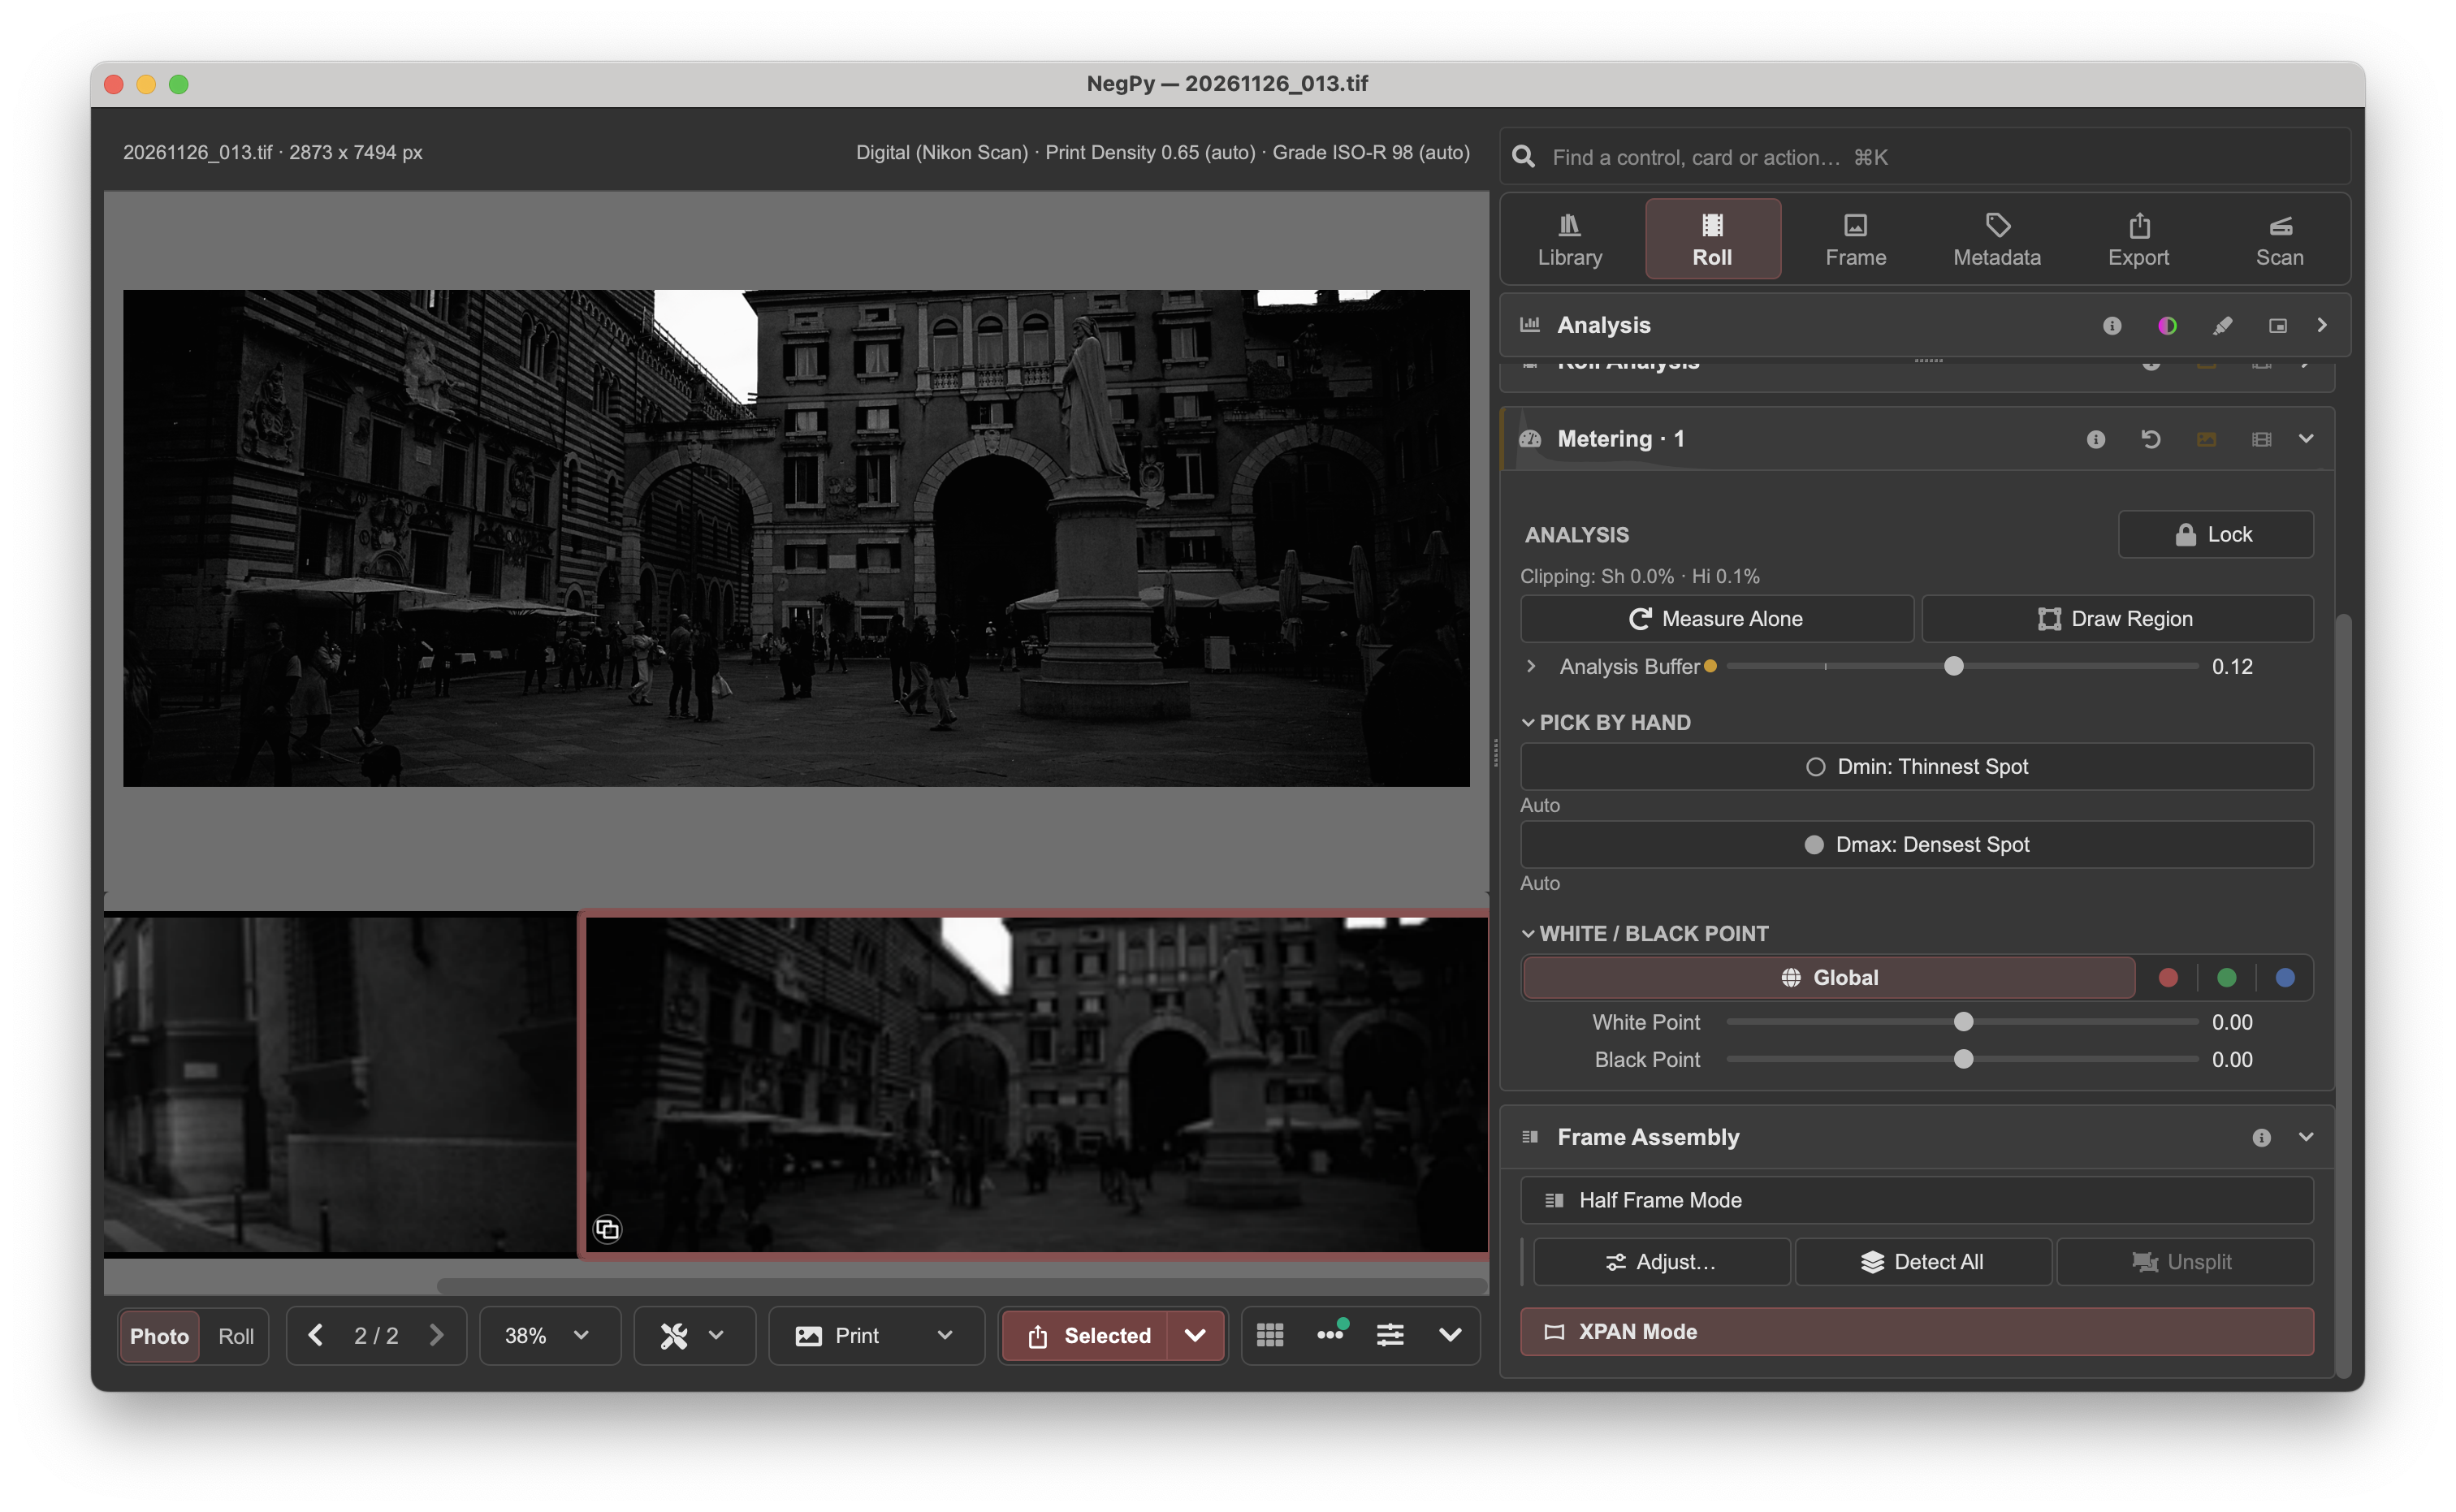 NegPy — 20261126_013.tif
20261126_013.tif · 2873 x 7494 px
Digital (Nikon Scan) · Print Density 0.65 (auto) · Grade ISO-R 98 (auto)
Find a control, card or action… ⌘K
Library
Roll
Frame
Metadata
Export
Scan
Analysis
Roll Analysis
Metering · 1
ANALYSIS
Lock
Clipping: Sh 0.0% · Hi 0.1%
Measure Alone
Draw Region
Analysis Buffer
0.12
PICK BY HAND
Dmin: Thinnest Spot
Auto
Dmax: Densest Spot
Auto
WHITE / BLACK POINT
Global
White Point
0.00
Black Point
0.00
Frame Assembly
Half Frame Mode
Adjust…
Detect All
Unsplit
XPAN Mode
Photo
Roll
2 / 2
38%
Print
Selected